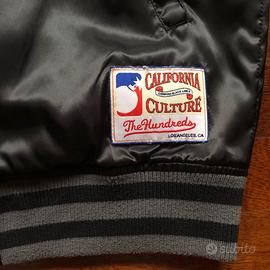 CALIFORNIA
CULTURE
The Hundreds
LOS ANGELES, CA
subito